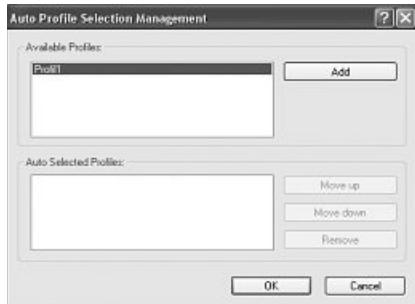 Auto Profile Selection Management
Available Profiles:
Profil1
Add
Auto Selected Profiles:
Move up
Move down
Remove
OK
Cancel